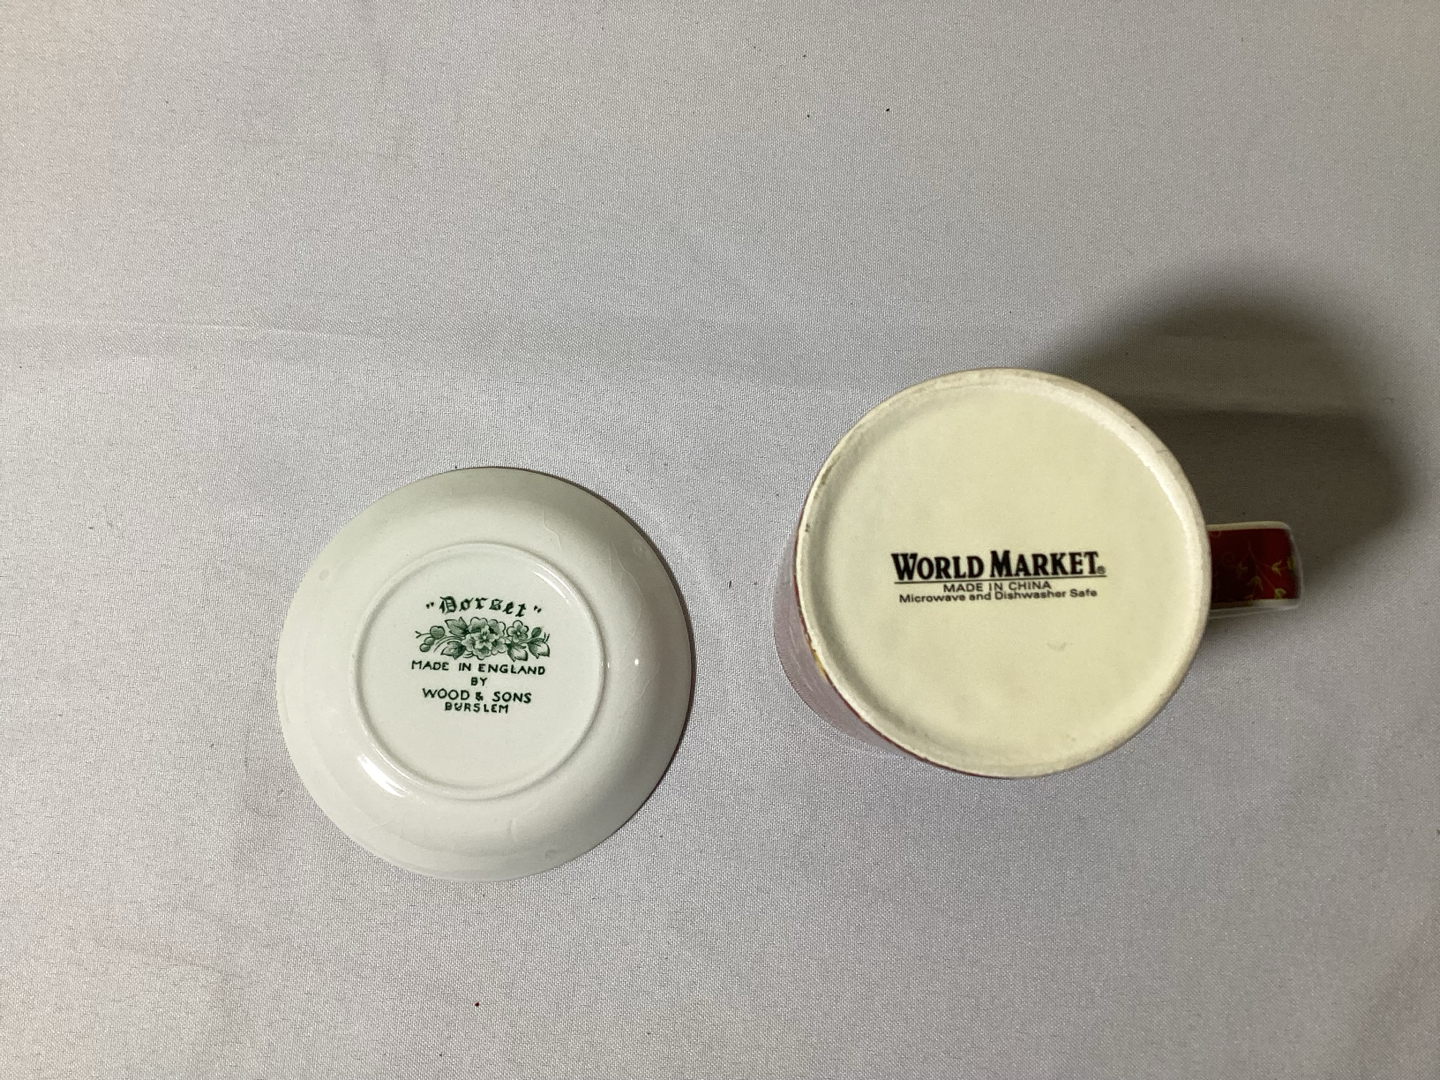 "Dorset"
MADE IN ENGLAND
BY
WOOD & SONS
BURSLEM
WORLD MARKET®
MADE IN CHINA
Microwave and Dishwasher Safe